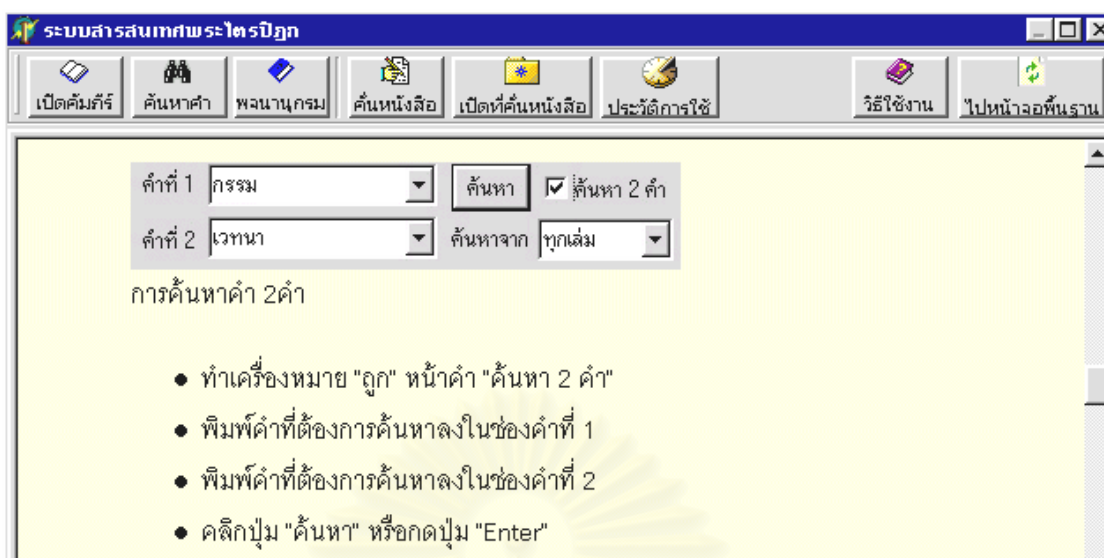 ระบบสารสนเทศพระไตรปิฎก
เปิดคัมภีร์ ค้นหาคำ พจนานุกรม คั่นหนังสือ เปิดที่คั่นหนังสือ ประวัติการใช้ วิธีใช้งาน ไปหน้าจอพื้นฐาน
คำที่ 1 กรรม ค้นหา ค้นหา 2 คำ
คำที่ 2 เวทนา ค้นหาจาก ทุกเล่ม
การค้นหาคำ 2คำ
● ทำเครื่องหมาย "ถูก" หน้าคำ "ค้นหา 2 คำ"
● พิมพ์คำที่ต้องการค้นหาลงในช่องคำที่ 1
● พิมพ์คำที่ต้องการค้นหาลงในช่องคำที่ 2
● คลิกปุ่ม "ค้นหา" หรือกดปุ่ม "Enter"